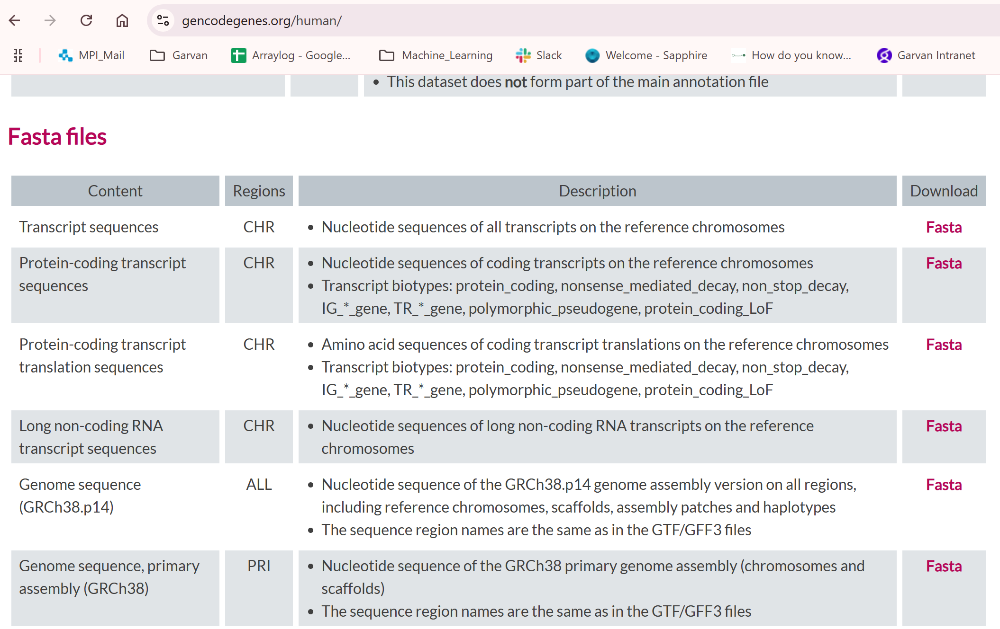 gencodegenes.org/human/
MPI_Mail Garvan Arraylog - Google... Machine_Learning Slack Welcome - Sapphire How do you know... Garvan Intranet
• This dataset does not form part of the main annotation file
Fasta files
Content Regions Description Download
Transcript sequences CHR • Nucleotide sequences of all transcripts on the reference chromosomes Fasta
Protein-coding transcript CHR • Nucleotide sequences of coding transcripts on the reference chromosomes Fasta
sequences • Transcript biotypes: protein_coding, nonsense_mediated_decay, non_stop_decay,
IG_*_gene, TR_*_gene, polymorphic_pseudogene, protein_coding_LoF
Protein-coding transcript CHR • Amino acid sequences of coding transcript translations on the reference chromosomes Fasta
translation sequences • Transcript biotypes: protein_coding, nonsense_mediated_decay, non_stop_decay,
IG_*_gene, TR_*_gene, polymorphic_pseudogene, protein_coding_LoF
Long non-coding RNA CHR • Nucleotide sequences of long non-coding RNA transcripts on the reference Fasta
transcript sequences chromosomes
Genome sequence ALL • Nucleotide sequence of the GRCh38.p14 genome assembly version on all regions, Fasta
(GRCh38.p14) including reference chromosomes, scaffolds, assembly patches and haplotypes
• The sequence region names are the same as in the GTF/GFF3 files
Genome sequence, primary PRI • Nucleotide sequence of the GRCh38 primary genome assembly (chromosomes and Fasta
assembly (GRCh38) scaffolds)
• The sequence region names are the same as in the GTF/GFF3 files